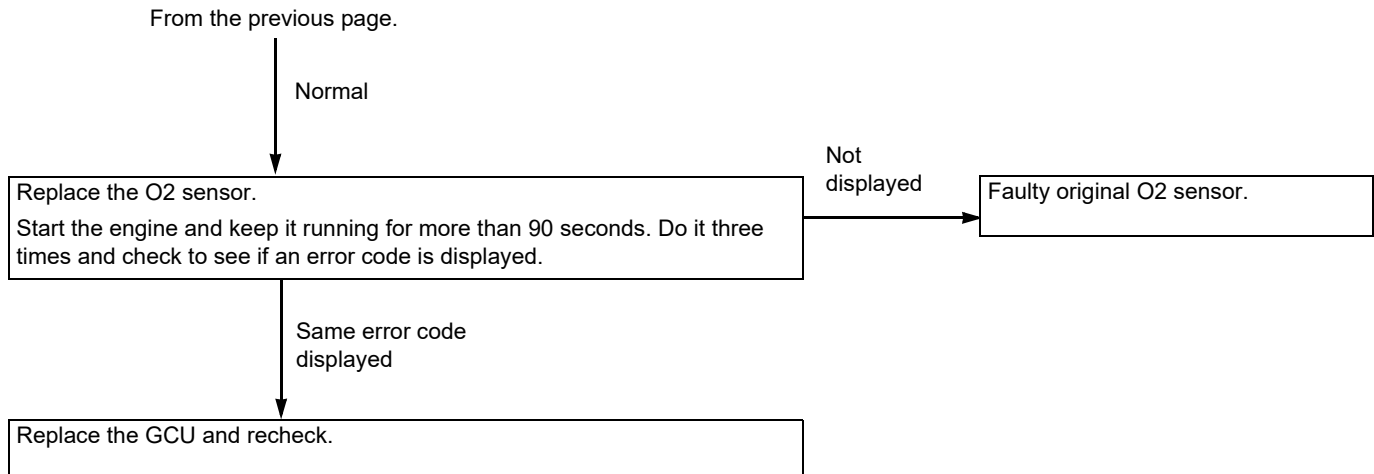 From the previous page.
Normal
Not
displayed
Replace the O2 sensor.
Faulty original O2 sensor.
Start the engine and keep it running for more than 90 seconds. Do it three
times and check to see if an error code is displayed.
Same error code
displayed
Replace the GCU and recheck.